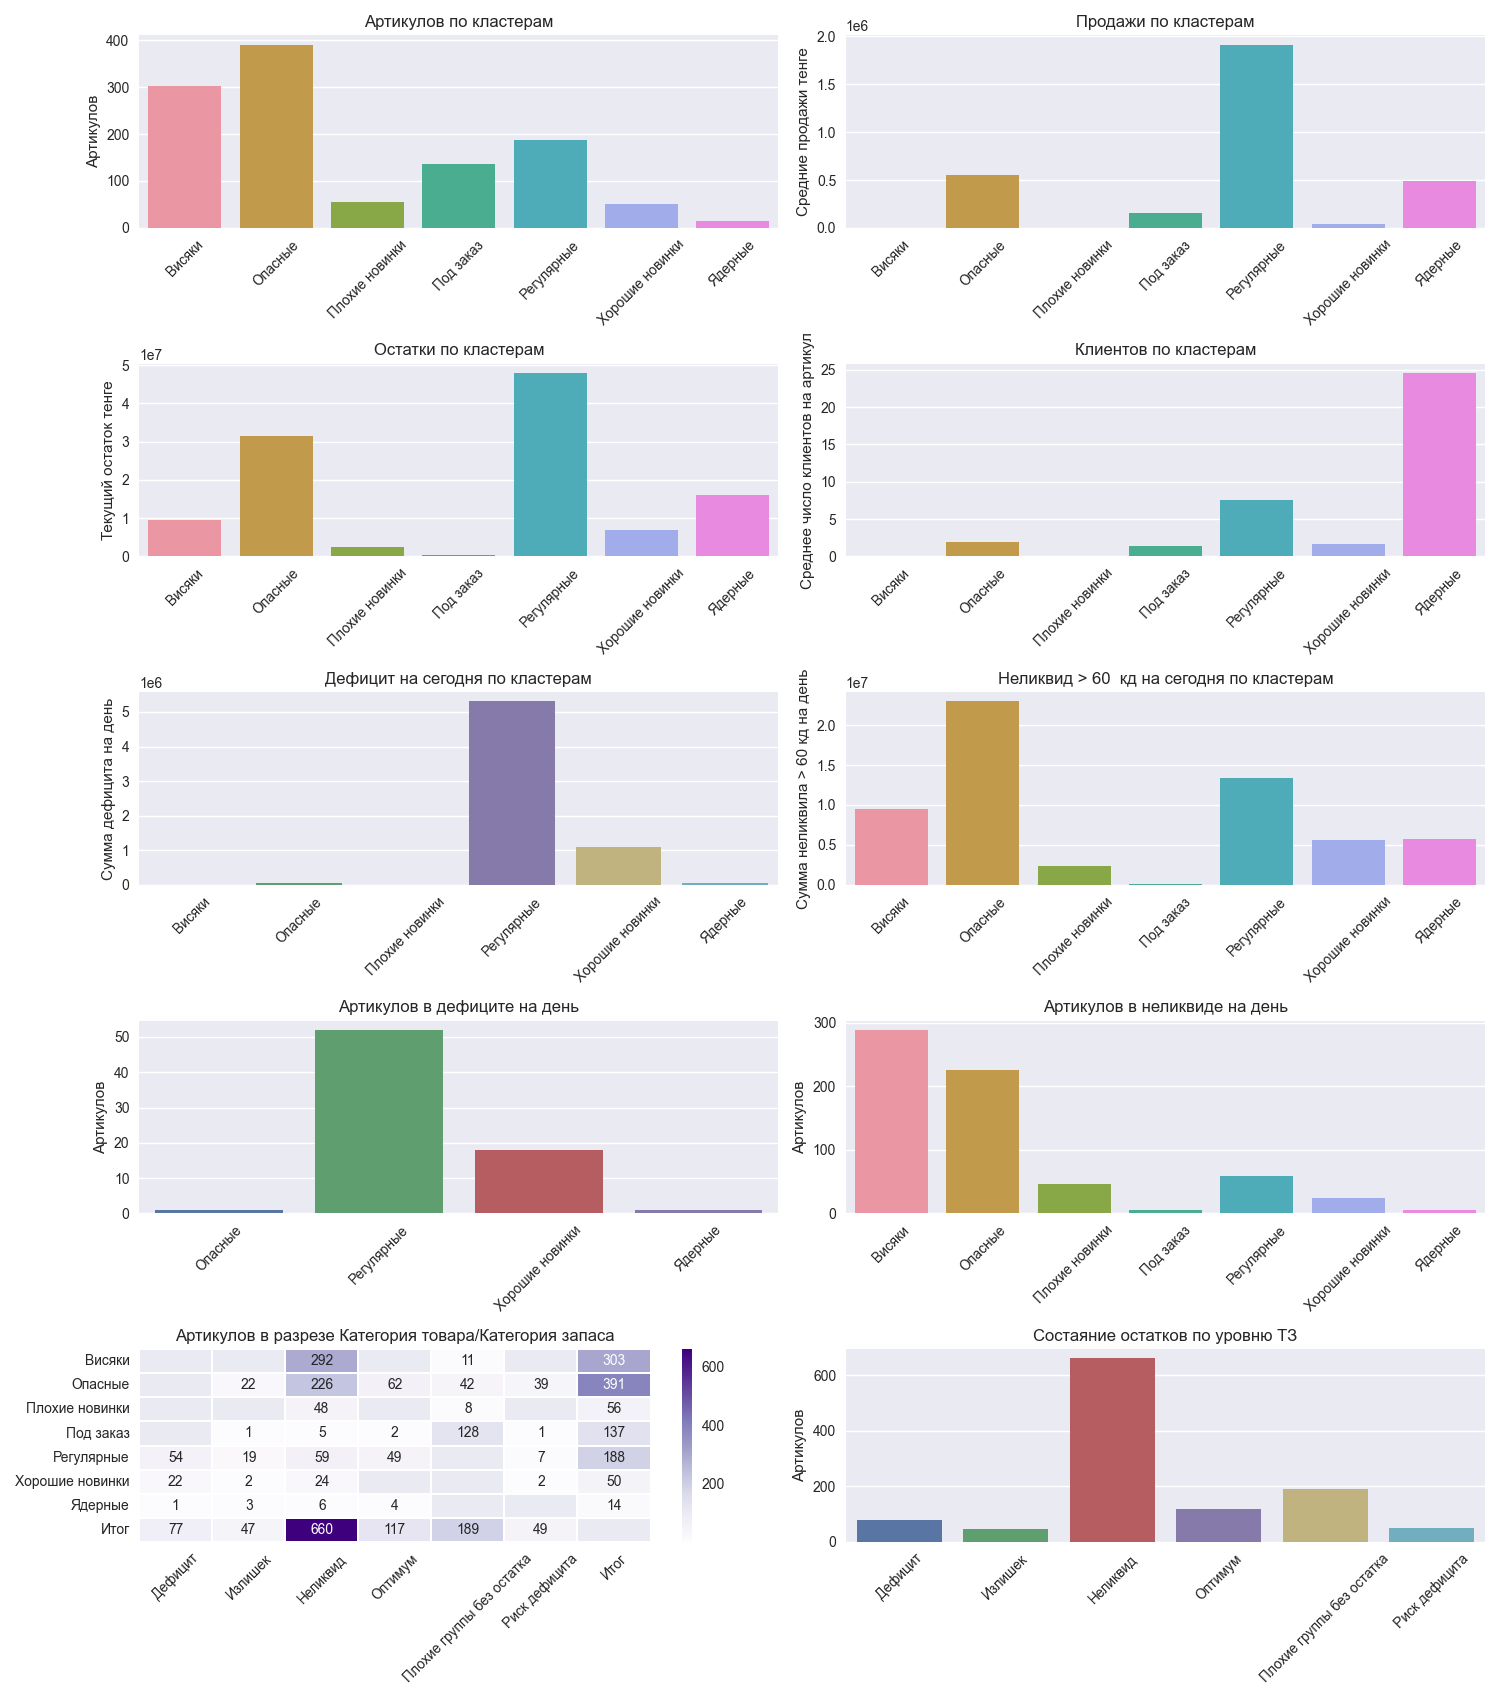 Артикулов по кластерам
Артикулов
400
300
200
100
0
Висяки
Опасные
Плохие новинки
Под заказ
Регулярные
Хорошие новинки
Ядерные
Продажи по кластерам
1e6
Средние продажи тенге
2.0
1.5
1.0
0.5
0.0
Висяки
Опасные
Плохие новинки
Под заказ
Регулярные
Хорошие новинки
Ядерные
Остатки по кластерам
1e7
Текущий остаток тенге
5
4
3
2
1
0
Висяки
Опасные
Плохие новинки
Под заказ
Регулярные
Хорошие новинки
Ядерные
Клиентов по кластерам
Среднее число клиентов на артикул
25
20
15
10
5
0
Висяки
Опасные
Плохие новинки
Под заказ
Регулярные
Хорошие новинки
Ядерные
Дефицит на сегодня по кластерам
1e6
Сумма дефицита на день
5
4
3
2
1
0
Висяки
Опасные
Плохие новинки
Регулярные
Хорошие новинки
Ядерные
Неликвид > 60  кд на сегодня по кластерам
1e7
Сумма неликвила > 60 кд на день
2.0
1.5
1.0
0.5
0.0
Висяки
Опасные
Плохие новинки
Под заказ
Регулярные
Хорошие новинки
Ядерные
Артикулов в дефиците на день
Артикулов
50
40
30
20
10
0
Опасные
Регулярные
Хорошие новинки
Ядерные
Артикулов в неликвиде на день
Артикулов
300
200
100
0
Висяки
Опасные
Плохие новинки
Под заказ
Регулярные
Хорошие новинки
Ядерные
Артикулов в разрезе Категория товара/Категория запаса
Висяки 292 11 303
Опасные 22 226 62 42 39 391
Плохие новинки 48 8 56
Под заказ 1 5 2 128 1 137
Регулярные 54 19 59 49 7 188
Хорошие новинки 22 2 24 2 50
Ядерные 1 3 6 4 14
Итог 77 47 660 117 189 49
Дефицит
Излишек
Неликвид
Оптимум
Плохие группы без остатка
Риск дефицита
Итог
600
400
200
Состаяние остатков по уровню ТЗ
Артикулов
600
400
200
0
Дефицит
Излишек
Неликвид
Оптимум
Плохие группы без остатка
Риск дефицита